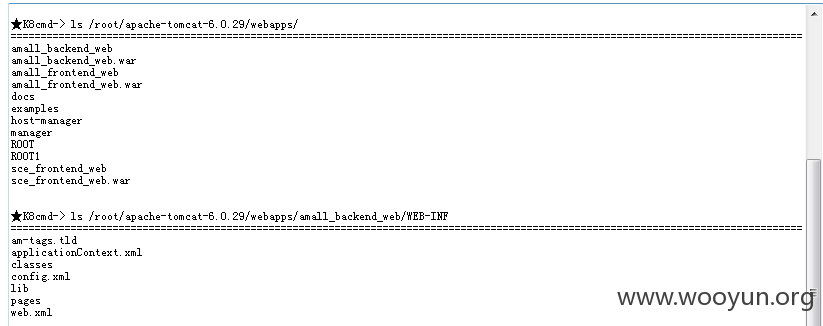 ★K8cmd-> ls /root/apache-tomcat-6.0.29/webapps/
================================================================================
amall_backend_web
amall_backend_web.war
amall_frontend_web
amall_frontend_web.war
docs
examples
host-manager
manager
ROOT
ROOT1
sce_frontend_web
sce_frontend_web.war
★K8cmd-> ls /root/apache-tomcat-6.0.29/webapps/amall_backend_web/WEB-INF
================================================================================
am-tags.tld
applicationContext.xml
classes
config.xml
lib
pages
web.xml
www.wooyun.org